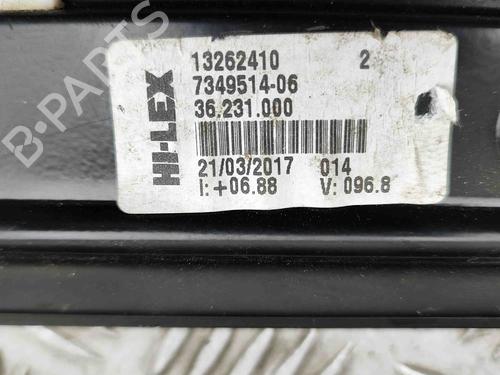 B-PARTS
HI-LEX
13262410 2
7349514-06
36.231.000
21/03/2017 014
I: +06.88 V: 096.8